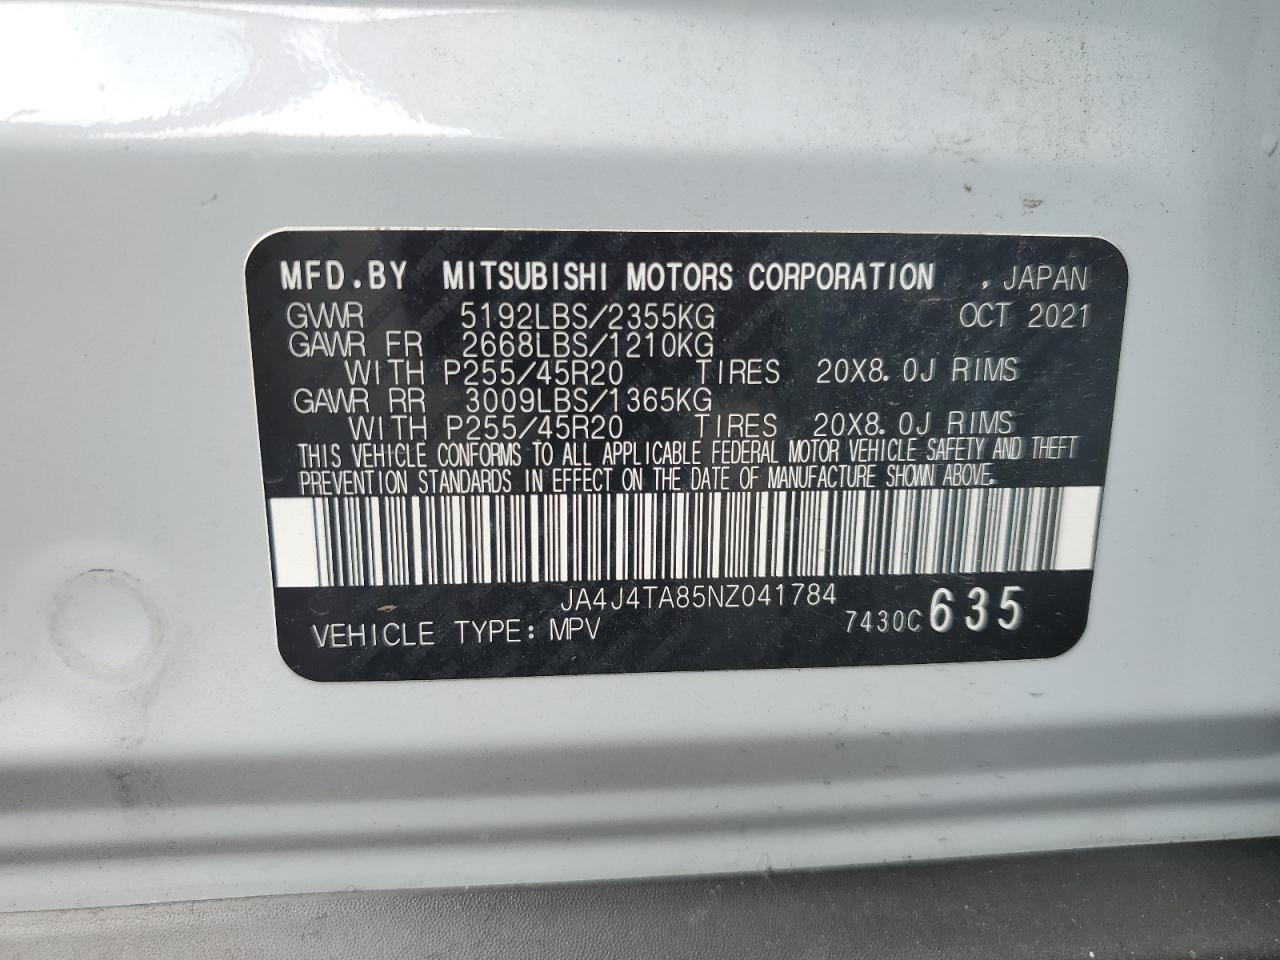 MFD.BY MITSUBISHI MOTORS CORPORATION , JAPAN
GVWR 5192LBS/2355KG OCT 2021
GAWR FR 2668LBS/1210KG
WITH P255/45R20 TIRES 20X8.0J RIMS
GAWR RR 3009LBS/1365KG
WITH P255/45R20 TIRES 20X8.0J RIMS
THIS VEHICLE CONFORMS TO ALL APPLICABLE FEDERAL MOTOR VEHICLE SAFETY AND THEFT
PREVENTION STANDARDS IN EFFECT ON THE DATE OF MANUFACTURE SHOWN ABOVE.
JA4J4TA85NZ041784
VEHICLE TYPE: MPV 7430C 635